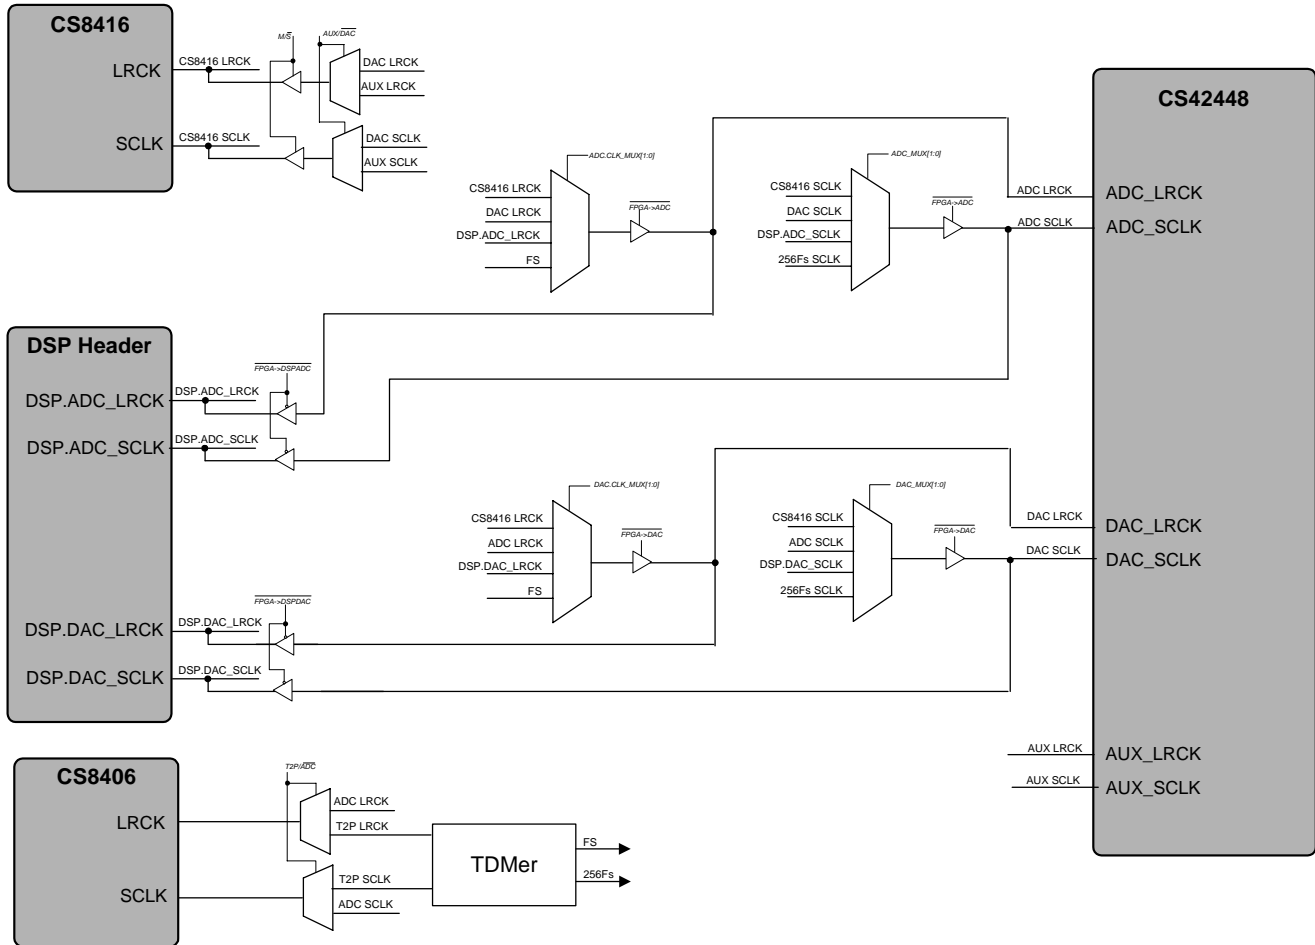 CS8416
LRCK
SCLK
CS8416 LRCK
CS8416 SCLK
M/S
AUX/DAC
DAC LRCK
AUX LRCK
DAC SCLK
AUX SCLK
ADC.CLK_MUX[1:0]
CS8416 LRCK
DAC LRCK
DSP.ADC_LRCK
FS
FPGA->ADC
ADC_MUX[1:0]
CS8416 SCLK
DAC SCLK
DSP.ADC_SCLK
256Fs SCLK
FPGA->ADC
CS42448
ADC LRCK
ADC_LRCK
ADC SCLK
ADC_SCLK
DSP Header
DSP.ADC_LRCK
DSP.ADC_LRCK
FPGA->DSPADC
DSP.ADC_SCLK
DSP.ADC_SCLK
DAC.CLK_MUX[1:0]
CS8416 LRCK
ADC LRCK
DSP.DAC_LRCK
FS
FPGA->DAC
DAC_MUX[1:0]
CS8416 SCLK
ADC SCLK
DSP.DAC_SCLK
256Fs SCLK
FPGA->DAC
DAC LRCK
DAC_LRCK
DAC SCLK
DAC_SCLK
FPGA->DSPDAC
DSP.DAC_LRCK
DSP.DAC_LRCK
DSP.DAC_SCLK
DSP.DAC_SCLK
AUX LRCK
AUX_LRCK
AUX SCLK
AUX_SCLK
CS8406
LRCK
SCLK
T2P/ADC
ADC LRCK
T2P LRCK
T2P SCLK
ADC SCLK
TDMer
FS
256Fs